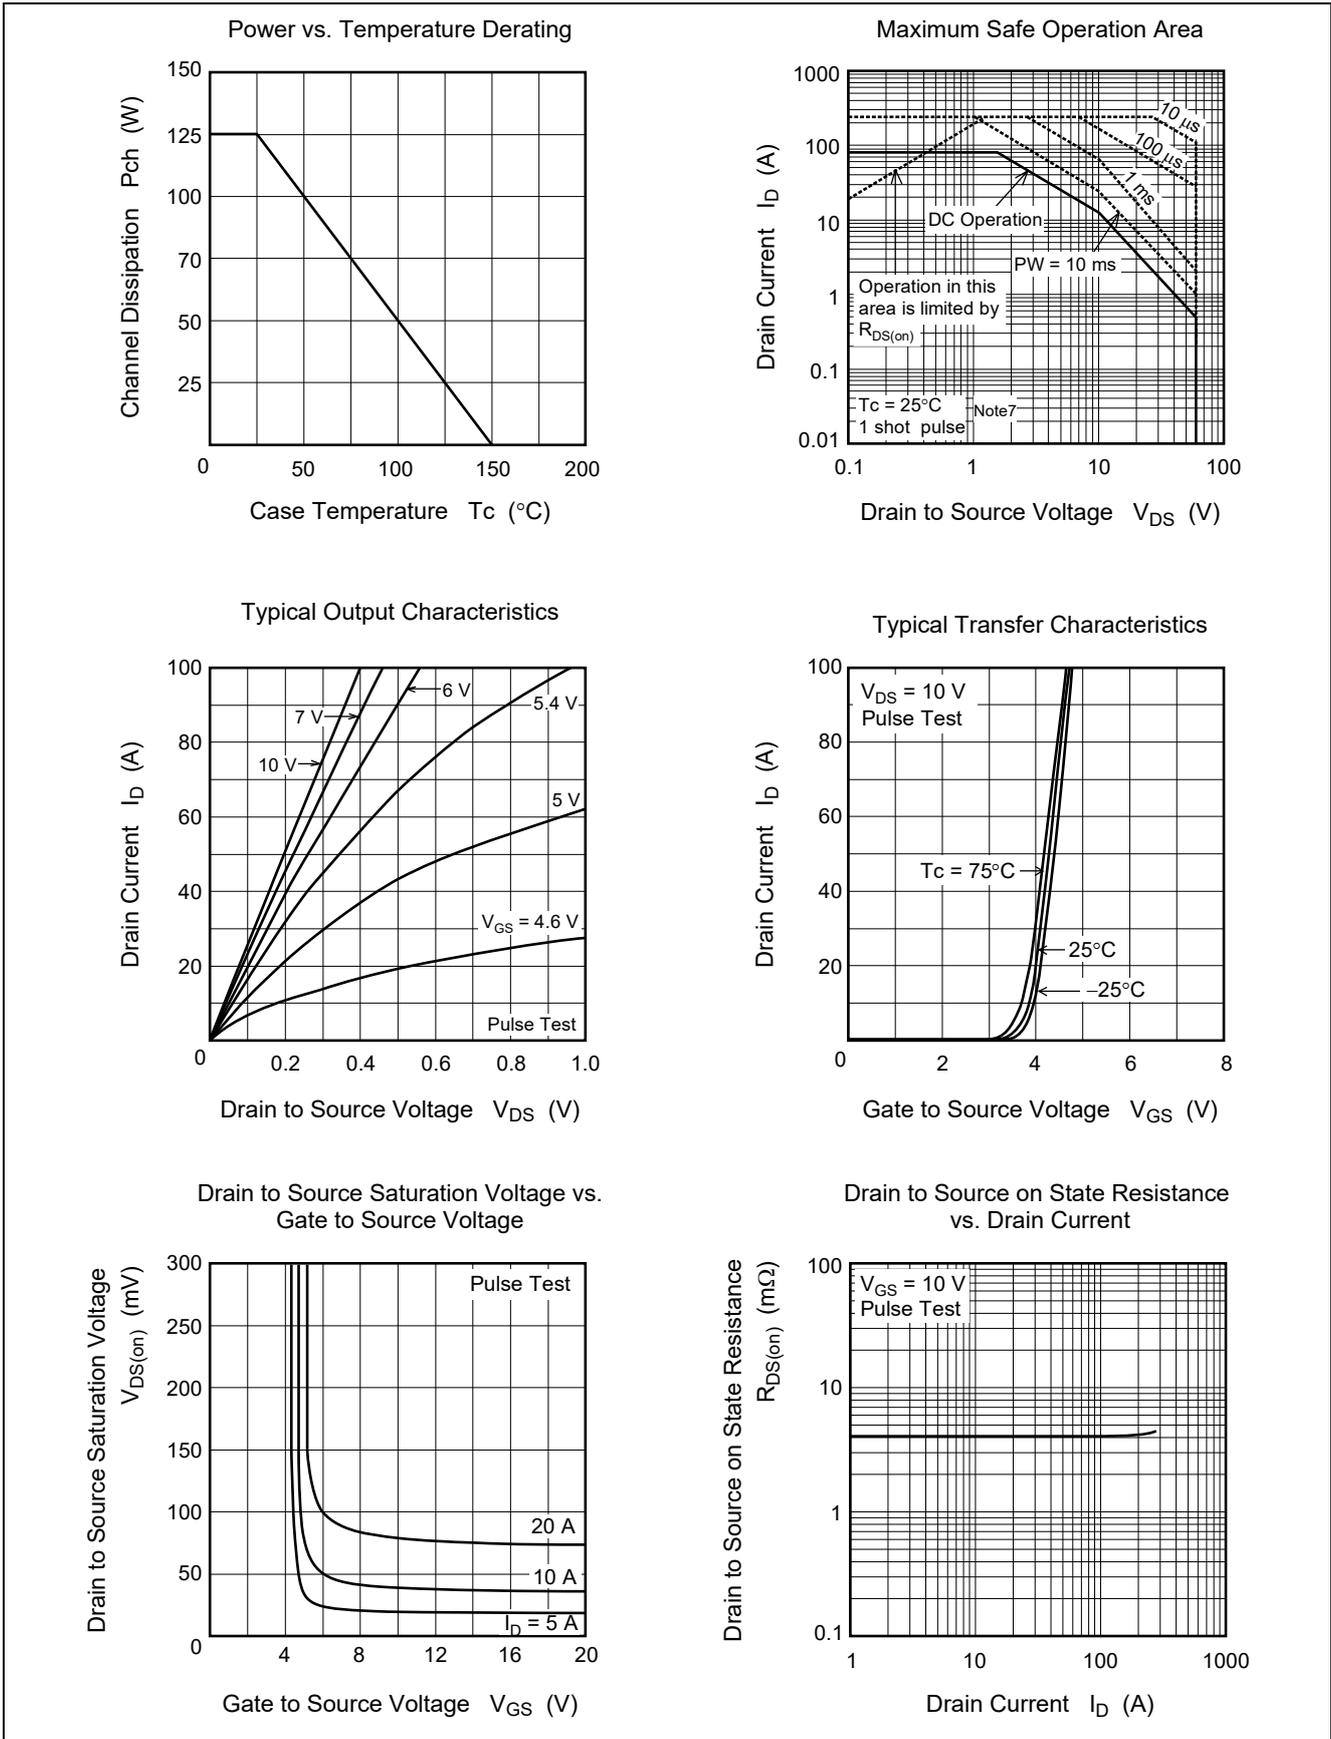 Power vs. Temperature Derating
150
125
100
70
50
25
0
50
100
150
200
Channel Dissipation Pch (W)
Case Temperature Tc (°C)
Maximum Safe Operation Area
1000
100
10
1
0.1
0.01
0.1
1
10
100
Drain Current ID (A)
10 µs
100 µs
1 ms
DC Operation
PW = 10 ms
Operation in this
area is limited by
RDS(on)
Tc = 25°C
1 shot pulse
Note7
Drain to Source Voltage VDS (V)
Typical Output Characteristics
100
80
60
40
20
0
0.2
0.4
0.6
0.8
1.0
Drain Current ID (A)
10 V
7 V
6 V
5.4 V
5 V
VGS = 4.6 V
Pulse Test
Drain to Source Voltage VDS (V)
Typical Transfer Characteristics
100
80
60
40
20
0
2
4
6
8
Drain Current ID (A)
VDS = 10 V
Pulse Test
Tc = 75°C
25°C
–25°C
Gate to Source Voltage VGS (V)
Drain to Source Saturation Voltage vs.
Gate to Source Voltage
300
250
200
150
100
50
0
4
8
12
16
20
Drain to Source Saturation Voltage
VDS(on) (mV)
Pulse Test
20 A
10 A
ID = 5 A
Gate to Source Voltage VGS (V)
Drain to Source on State Resistance
vs. Drain Current
100
10
1
0.1
1
10
100
1000
Drain to Source on State Resistance
RDS(on) (mΩ)
VGS = 10 V
Pulse Test
Drain Current ID (A)